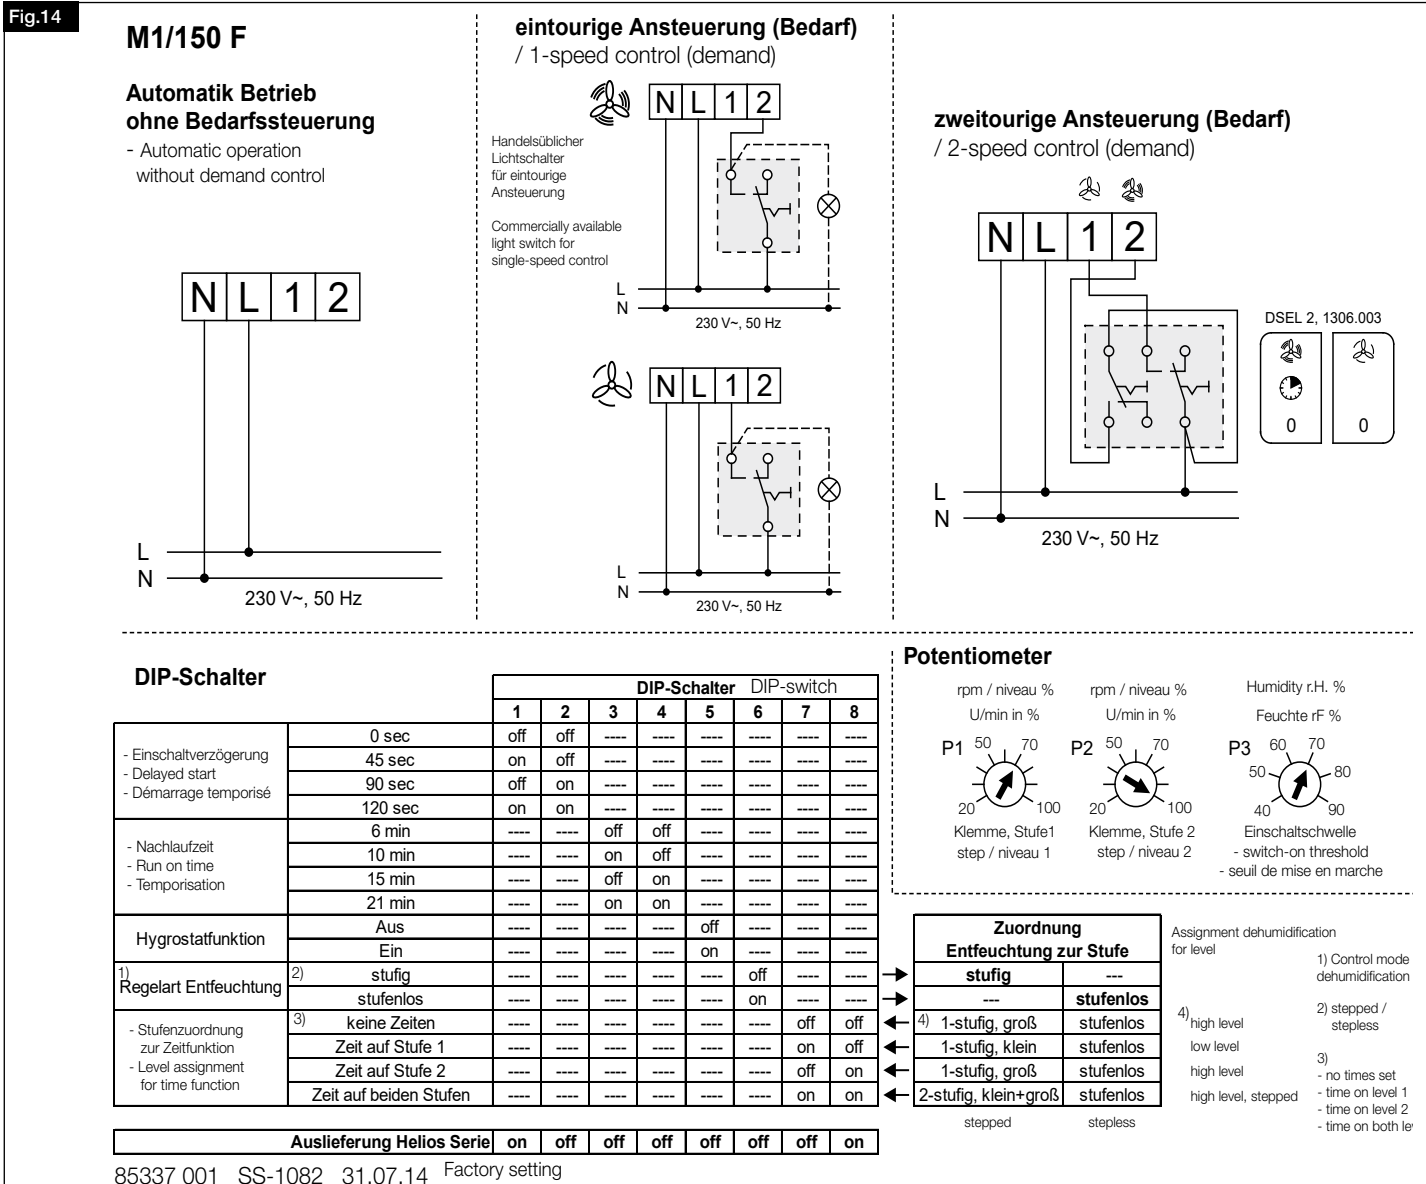 Fig.14
M1/150 F
Automatik Betrieb
ohne Bedarfssteuerung
- Automatic operation
without demand control
N L 1 2
L
N
230 V~, 50 Hz
eintourige Ansteuerung (Bedarf)
/ 1-speed control (demand)
N L 1 2
Handelsüblicher
Lichtschalter
für eintourige
Ansteuerung
Commercially available
light switch for
single-speed control
L
N
230 V~, 50 Hz
N L 1 2
L
N
230 V~, 50 Hz
zweitourige Ansteuerung (Bedarf)
/ 2-speed control (demand)
N L 1 2
DSEL 2, 1306.003
0 0
L
N
230 V~, 50 Hz
DIP-Schalter
DIP-Schalter DIP-switch
1 2 3 4 5 6 7 8
- Einschaltverzögerung
- Delayed start
- Démarrage temporisé
0 sec off off ---- ---- ---- ---- ---- ----
45 sec on off ---- ---- ---- ---- ---- ----
90 sec off on ---- ---- ---- ---- ---- ----
120 sec on on ---- ---- ---- ---- ---- ----
- Nachlaufzeit
- Run on time
- Temporisation
6 min ---- ---- off off ---- ---- ---- ----
10 min ---- ---- on off ---- ---- ---- ----
15 min ---- ---- off on ---- ---- ---- ----
21 min ---- ---- on on ---- ---- ---- ----
Hygrostatfunktion
Aus ---- ---- ---- ---- off ---- ---- ----
Ein ---- ---- ---- ---- on ---- ---- ----
1) Regelart Entfeuchtung
2) stufig ---- ---- ---- ---- ---- off ---- ----
stufenlos ---- ---- ---- ---- ---- on ---- ----
- Stufenzuordnung
zur Zeitfunktion
- Level assignment
for time function
3) keine Zeiten ---- ---- ---- ---- ---- ---- off off
Zeit auf Stufe 1 ---- ---- ---- ---- ---- ---- on off
Zeit auf Stufe 2 ---- ---- ---- ---- ---- ---- off on
Zeit auf beiden Stufen ---- ---- ---- ---- ---- ---- on on
Auslieferung Helios Serie on off off off off off off on
85337 001 SS-1082 31.07.14 Factory setting
Potentiometer
rpm / niveau %
U/min in %
P1 50 70
20 100
Klemme, Stufe1
step / niveau 1
rpm / niveau %
U/min in %
P2 50 70
20 100
Klemme, Stufe 2
step / niveau 2
Humidity r.H. %
Feuchte rF %
P3 60 70
50 80
40 90
Einschaltschwelle
- switch-on threshold
- seuil de mise en marche
Zuordnung
Entfeuchtung zur Stufe
stufig ---
--- stufenlos
4) 1-stufig, groß stufenlos
1-stufig, klein stufenlos
1-stufig, groß stufenlos
2-stufig, klein+groß stufenlos
stepped stepless
Assignment dehumidification
for level
4) high level
low level
high level
high level, stepped
1) Control mode
dehumidification
2) stepped /
stepless
3)
- no times set
- time on level 1
- time on level 2
- time on both